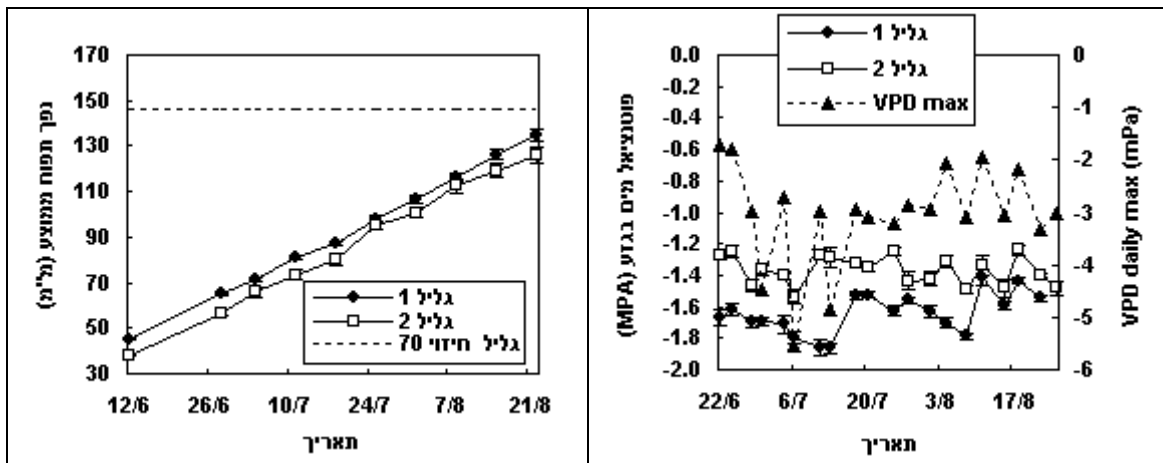 נפח תפוח ממוצע (מ"מ)
170
150
130
110
90
70
50
30
גליל 1
גליל 2
גליל חיזוי 70
12/6 26/6 10/7 24/7 7/8 21/8
תאריך
פוטנציאל מים בגזע (MPA)
0.0
-0.2
-0.4
-0.6
-0.8
-1.0
-1.2
-1.4
-1.6
-1.8
-2.0
גליל 1
גליל 2
VPD max
0
-1
-2
-3
-4
-5
-6
VPD daily max (mPa)
22/6 6/7 20/7 3/8 17/8
תאריך